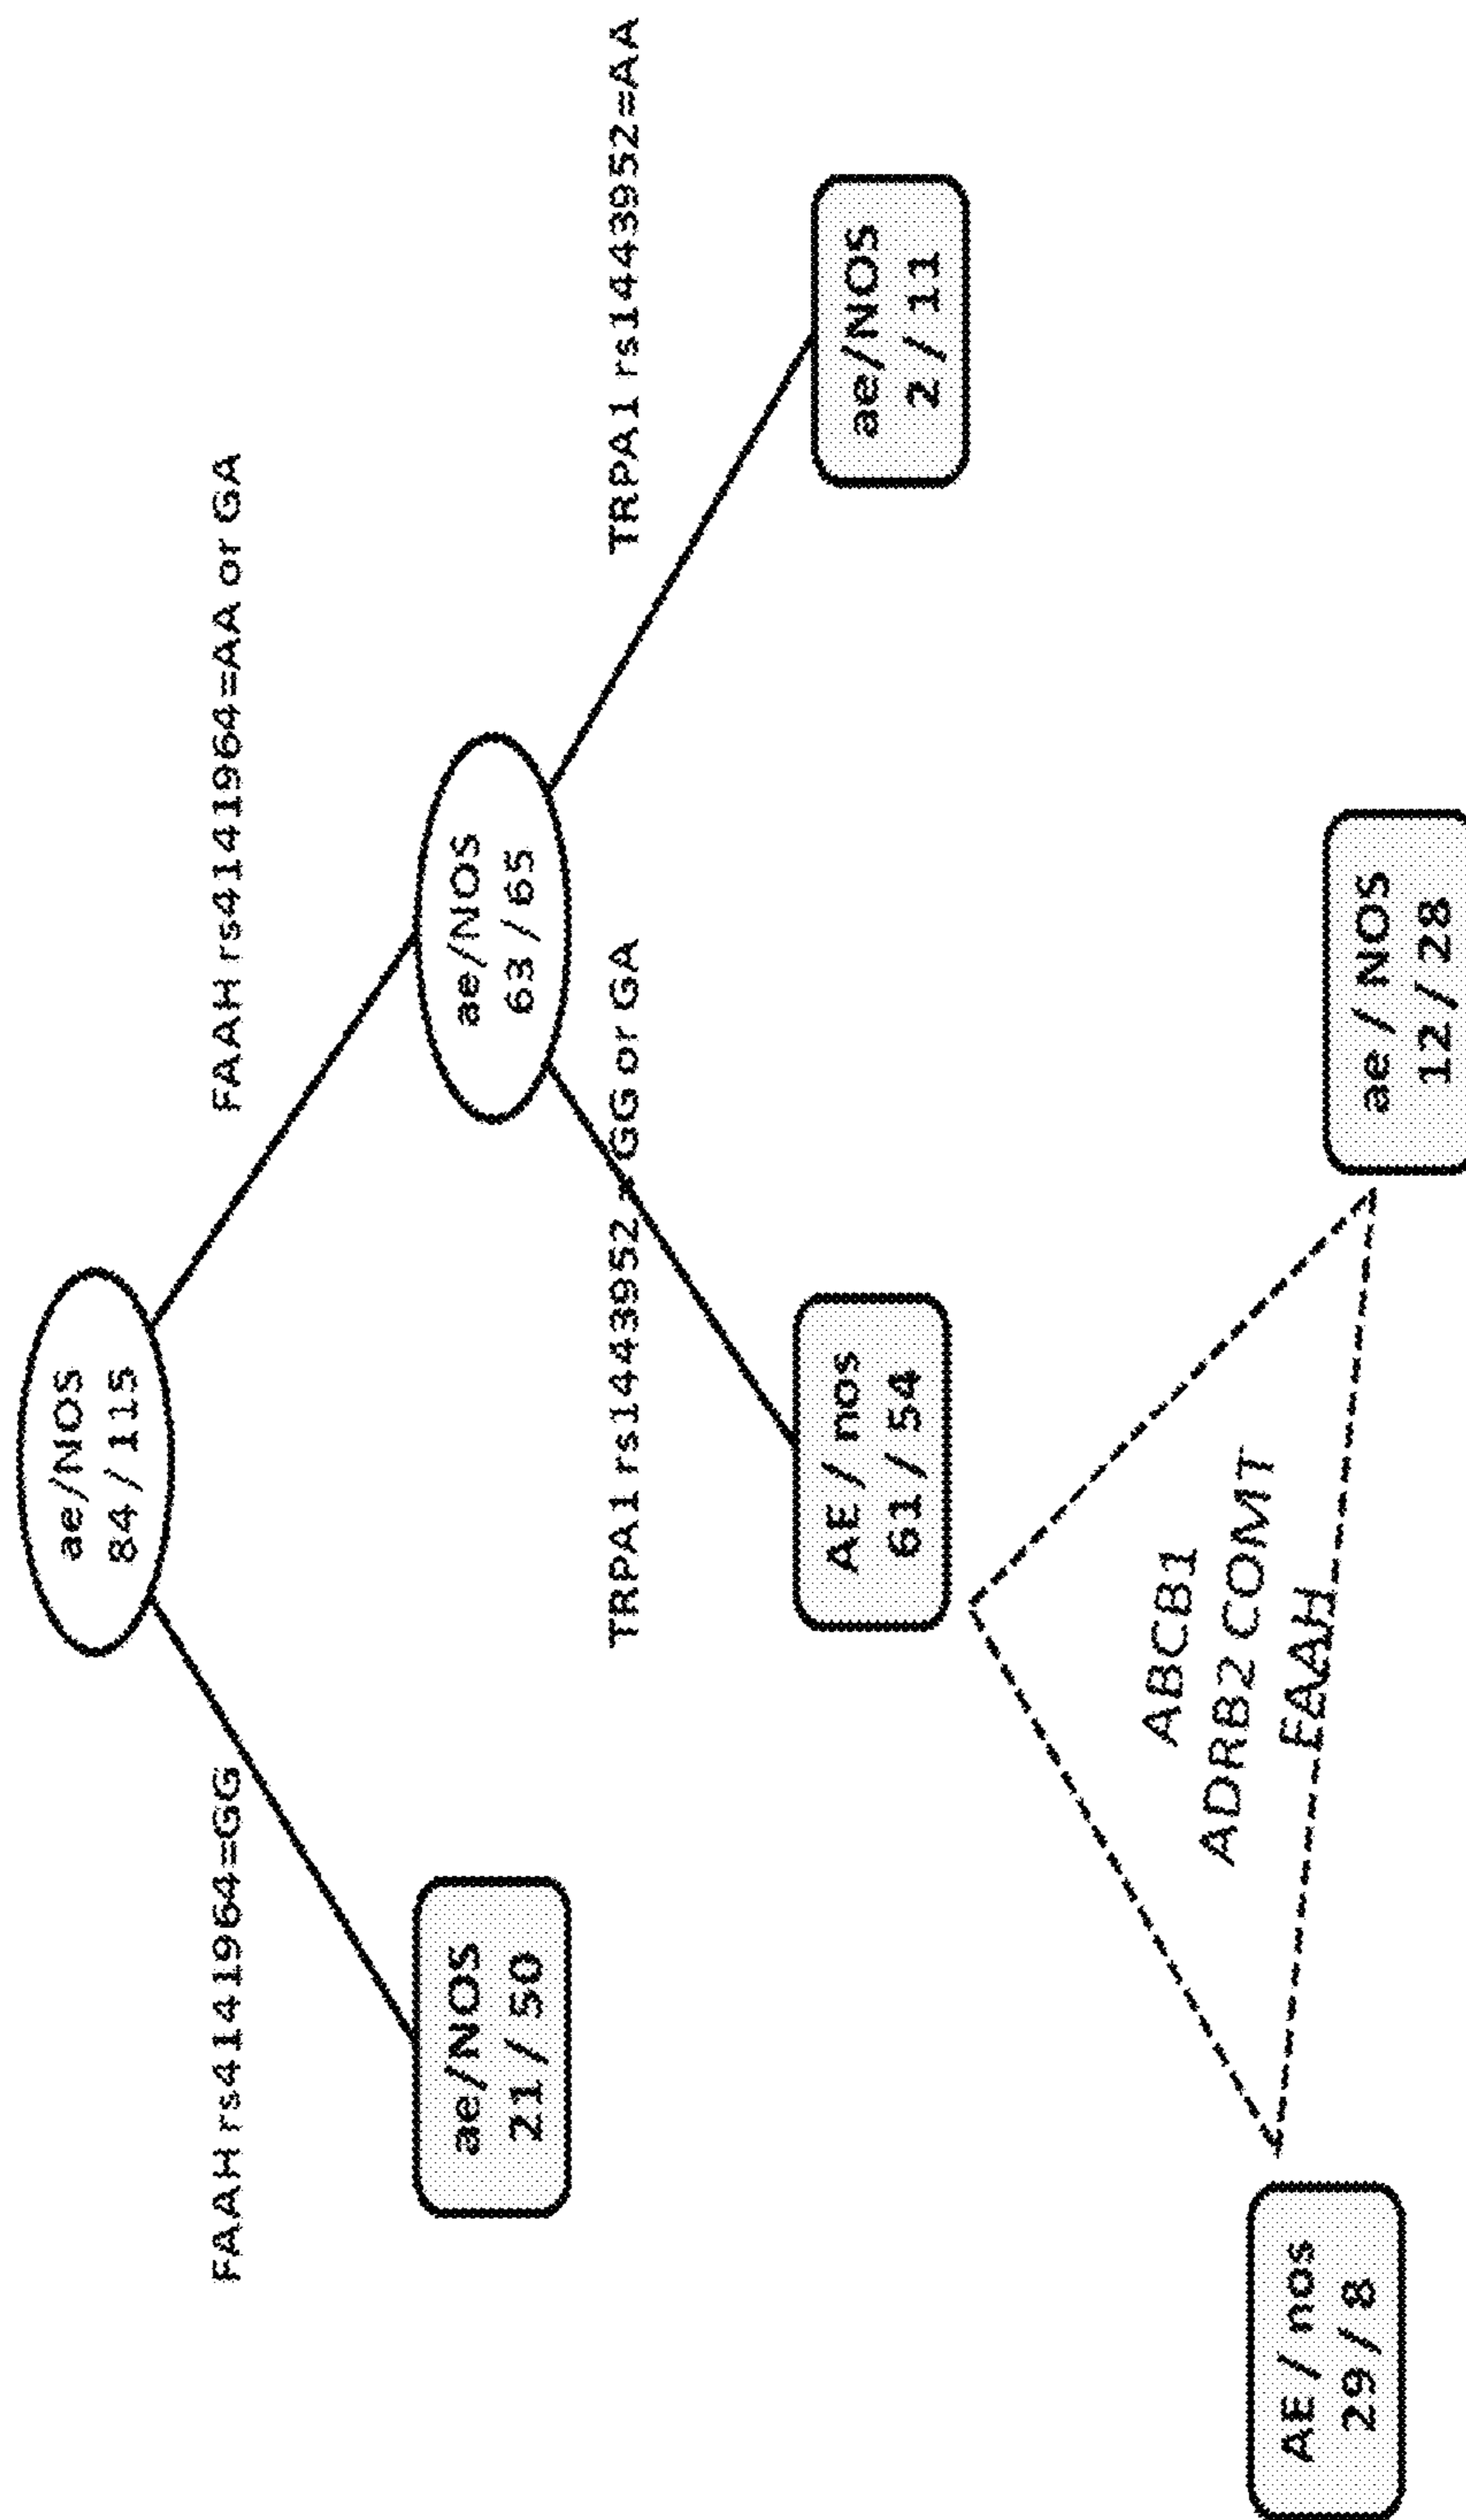 ae/NOS
84 / 115
FAAH rs4141964=GG
FAAH rs4141964=AA or GA
ae/NOS
21 / 50
ae/NOS
63 / 65
TRPA1 rs1443952 = GG or GA
TRPA1 rs1443952=AA
AE / nos
61 / 54
ae/NOS
2 / 11
ABCB1
ADRB2 COMT
FAAH
AE / nos
29 / 8
ae / NOS
12 / 28